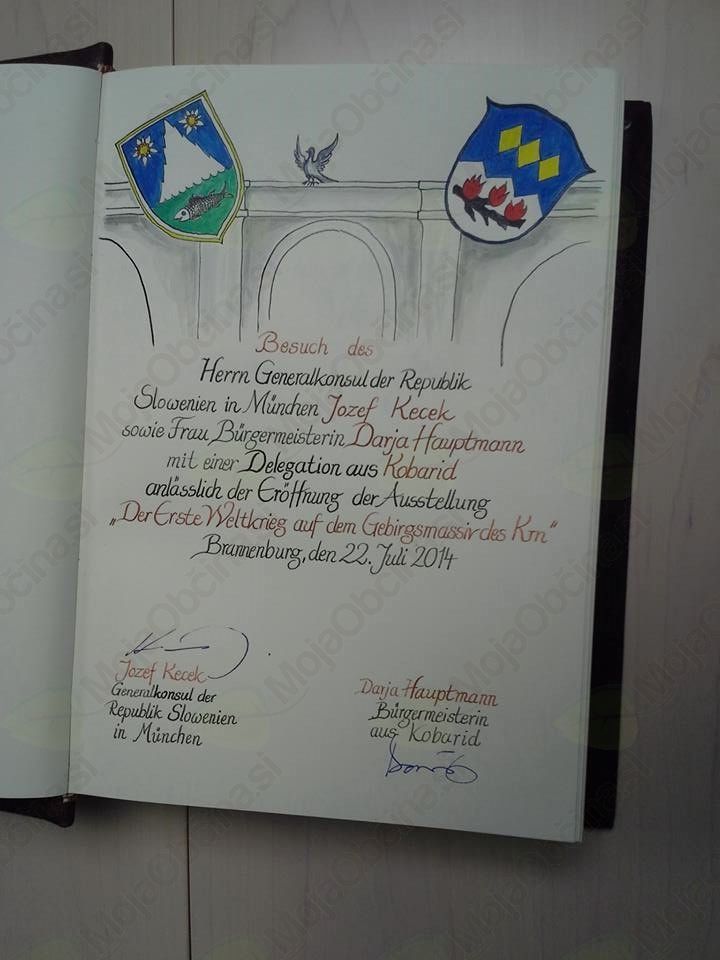 Besuch des
Herrn Generalkonsul der Republik
Slowenien in München Jozef Kecek
sowie Frau Bürgermeisterin Darja Hauptmann
mit einer Delegation aus Kobarid
anlässlich der Eröffnung der Ausstellung
„Der Erste Weltkrieg auf dem Gebirgsmassiv des Krn“
Brannenburg, den 22. Juli 2014
Jozef Kecek
Generalkonsul der
Republik Slowenien
in München
Darja Hauptmann
Bürgermeisterin
aus Kobarid
MojaObčina.si